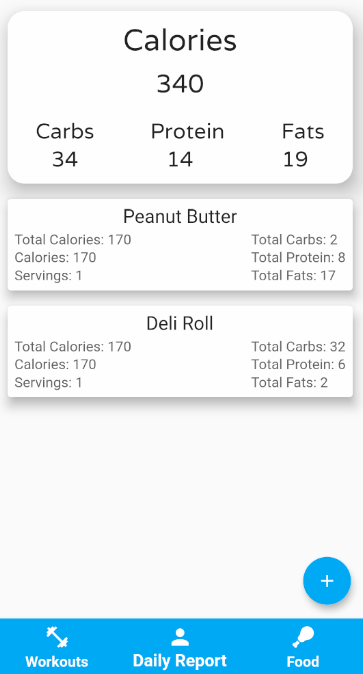 Calories
340
Carbs Protein Fats
34 14 19
Peanut Butter
Total Calories: 170 Total Carbs: 2
Calories: 170 Total Protein: 8
Servings: 1 Total Fats: 17
Deli Roll
Total Calories: 170 Total Carbs: 32
Calories: 170 Total Protein: 6
Servings: 1 Total Fats: 2
+
Workouts Daily Report Food